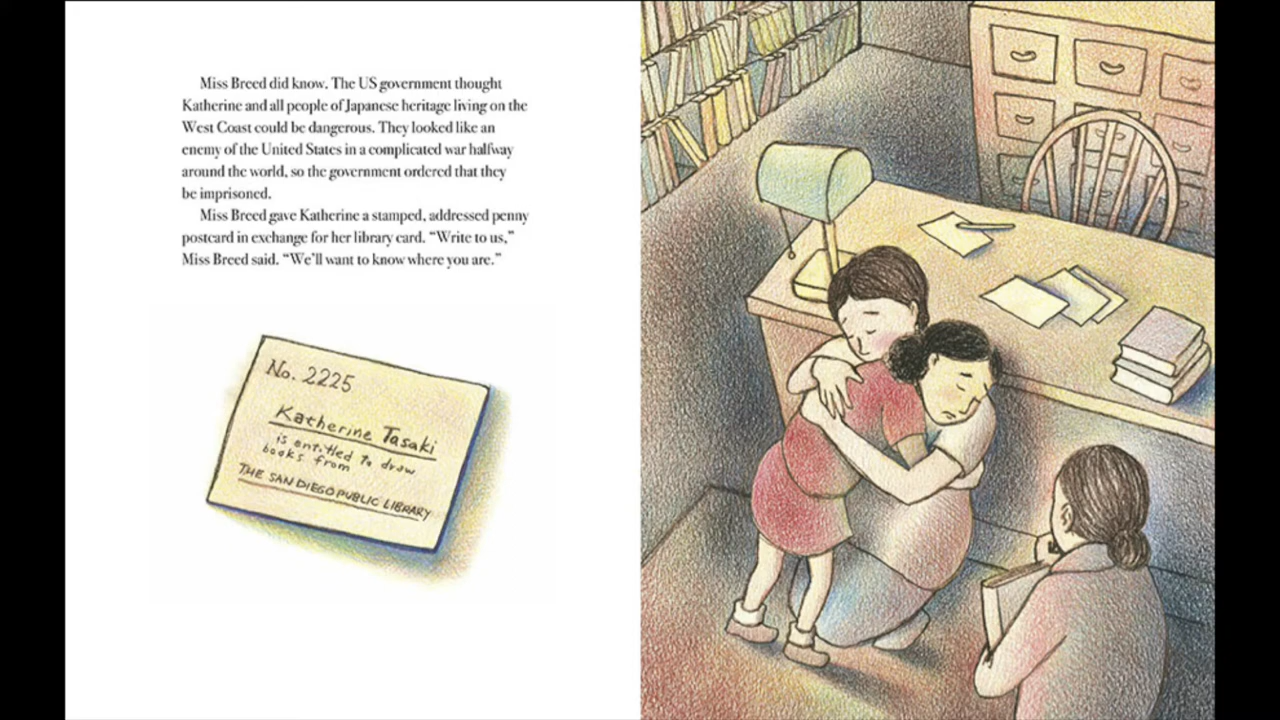 Miss Breed did know. The US government thought
Katherine and all people of Japanese heritage living on the
West Coast could be dangerous. They looked like an
enemy of the United States in a complicated war halfway
around the world, so the government ordered that they
be imprisoned.
Miss Breed gave Katherine a stamped, addressed penny
postcard in exchange for her library card. “Write to us,”
Miss Breed said. “We’ll want to know where you are.”
No. 2225
Katherine Tasaki
is entitled to draw
books from
THE SAN DIEGO PUBLIC LIBRARY